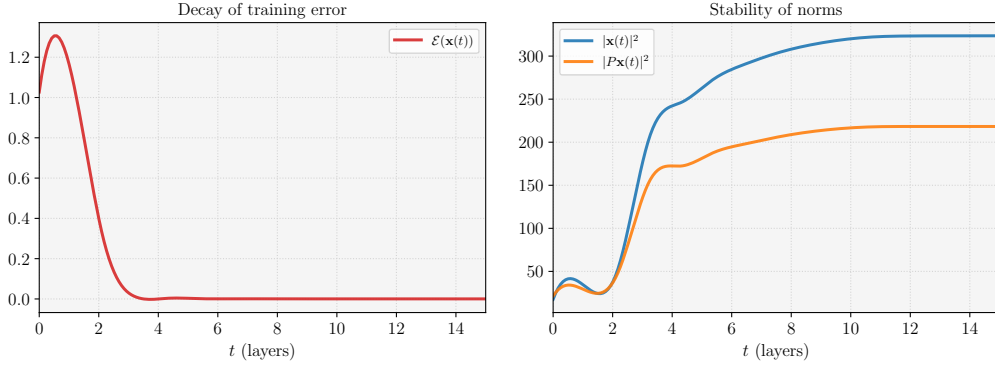 Decay of training error
ℰ(𝐱(t))
1.2
1.0
0.8
0.6
0.4
0.2
0.0
0 2 4 6 8 10 12 14
t (layers)
Stability of norms
|𝐱(t)|²
|P𝐱(t)|²
300
250
200
150
100
50
0 2 4 6 8 10 12 14
t (layers)